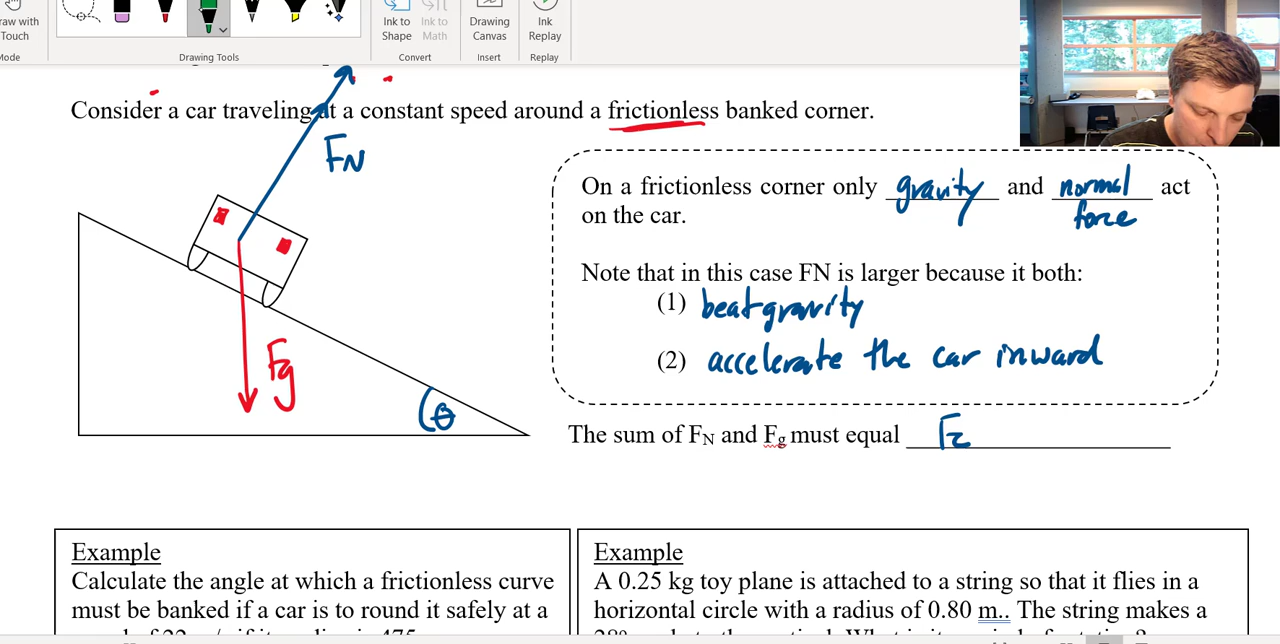 raw with
Touch
Mode
Drawing Tools
Ink to
Shape
Ink to
Math
Convert
Drawing
Canvas
Insert
Ink
Replay
Replay
Consider a car traveling at a constant speed around a frictionless banked corner.
FN
Fg
θ
On a frictionless corner only gravity and normal act
on the car. force
Note that in this case FN is larger because it both:
(1) beat gravity
(2) accelerate the car inward
The sum of FN and Fg must equal Fc
Example
Calculate the angle at which a frictionless curve
must be banked if a car is to round it safely at a
Example
A 0.25 kg toy plane is attached to a string so that it flies in a
horizontal circle with a radius of 0.80 m.. The string makes a